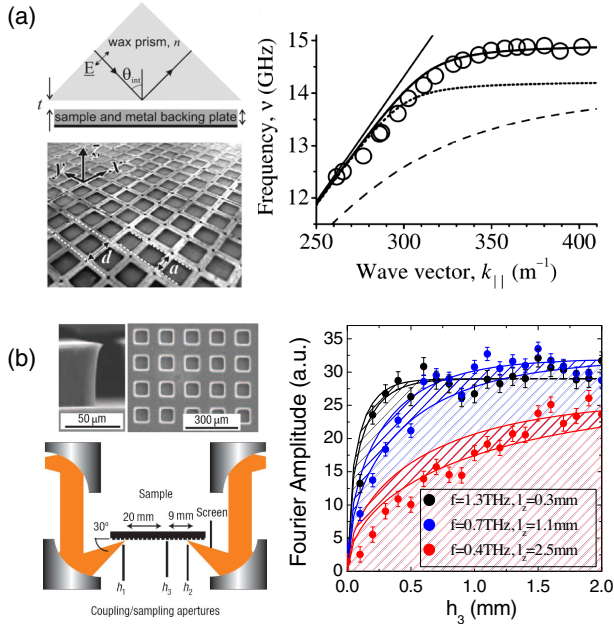 (a)
wax prism, n
E
θint
t
sample and metal backing plate
z
y
x
d
a
Frequency, ν (GHz)
15
14
13
12
250
300
350
400
Wave vector, k|| (m⁻¹)
(b)
50 µm
300 µm
Sample
20 mm
9 mm
Screen
30°
h1
h3
h2
Coupling/sampling apertures
Fourier Amplitude (a.u.)
40
35
30
25
20
15
10
5
0
f=1.3THz, lz=0.3mm
f=0.7THz, lz=1.1mm
f=0.4THz, lz=2.5mm
0.0
0.5
1.0
1.5
2.0
h3 (mm)